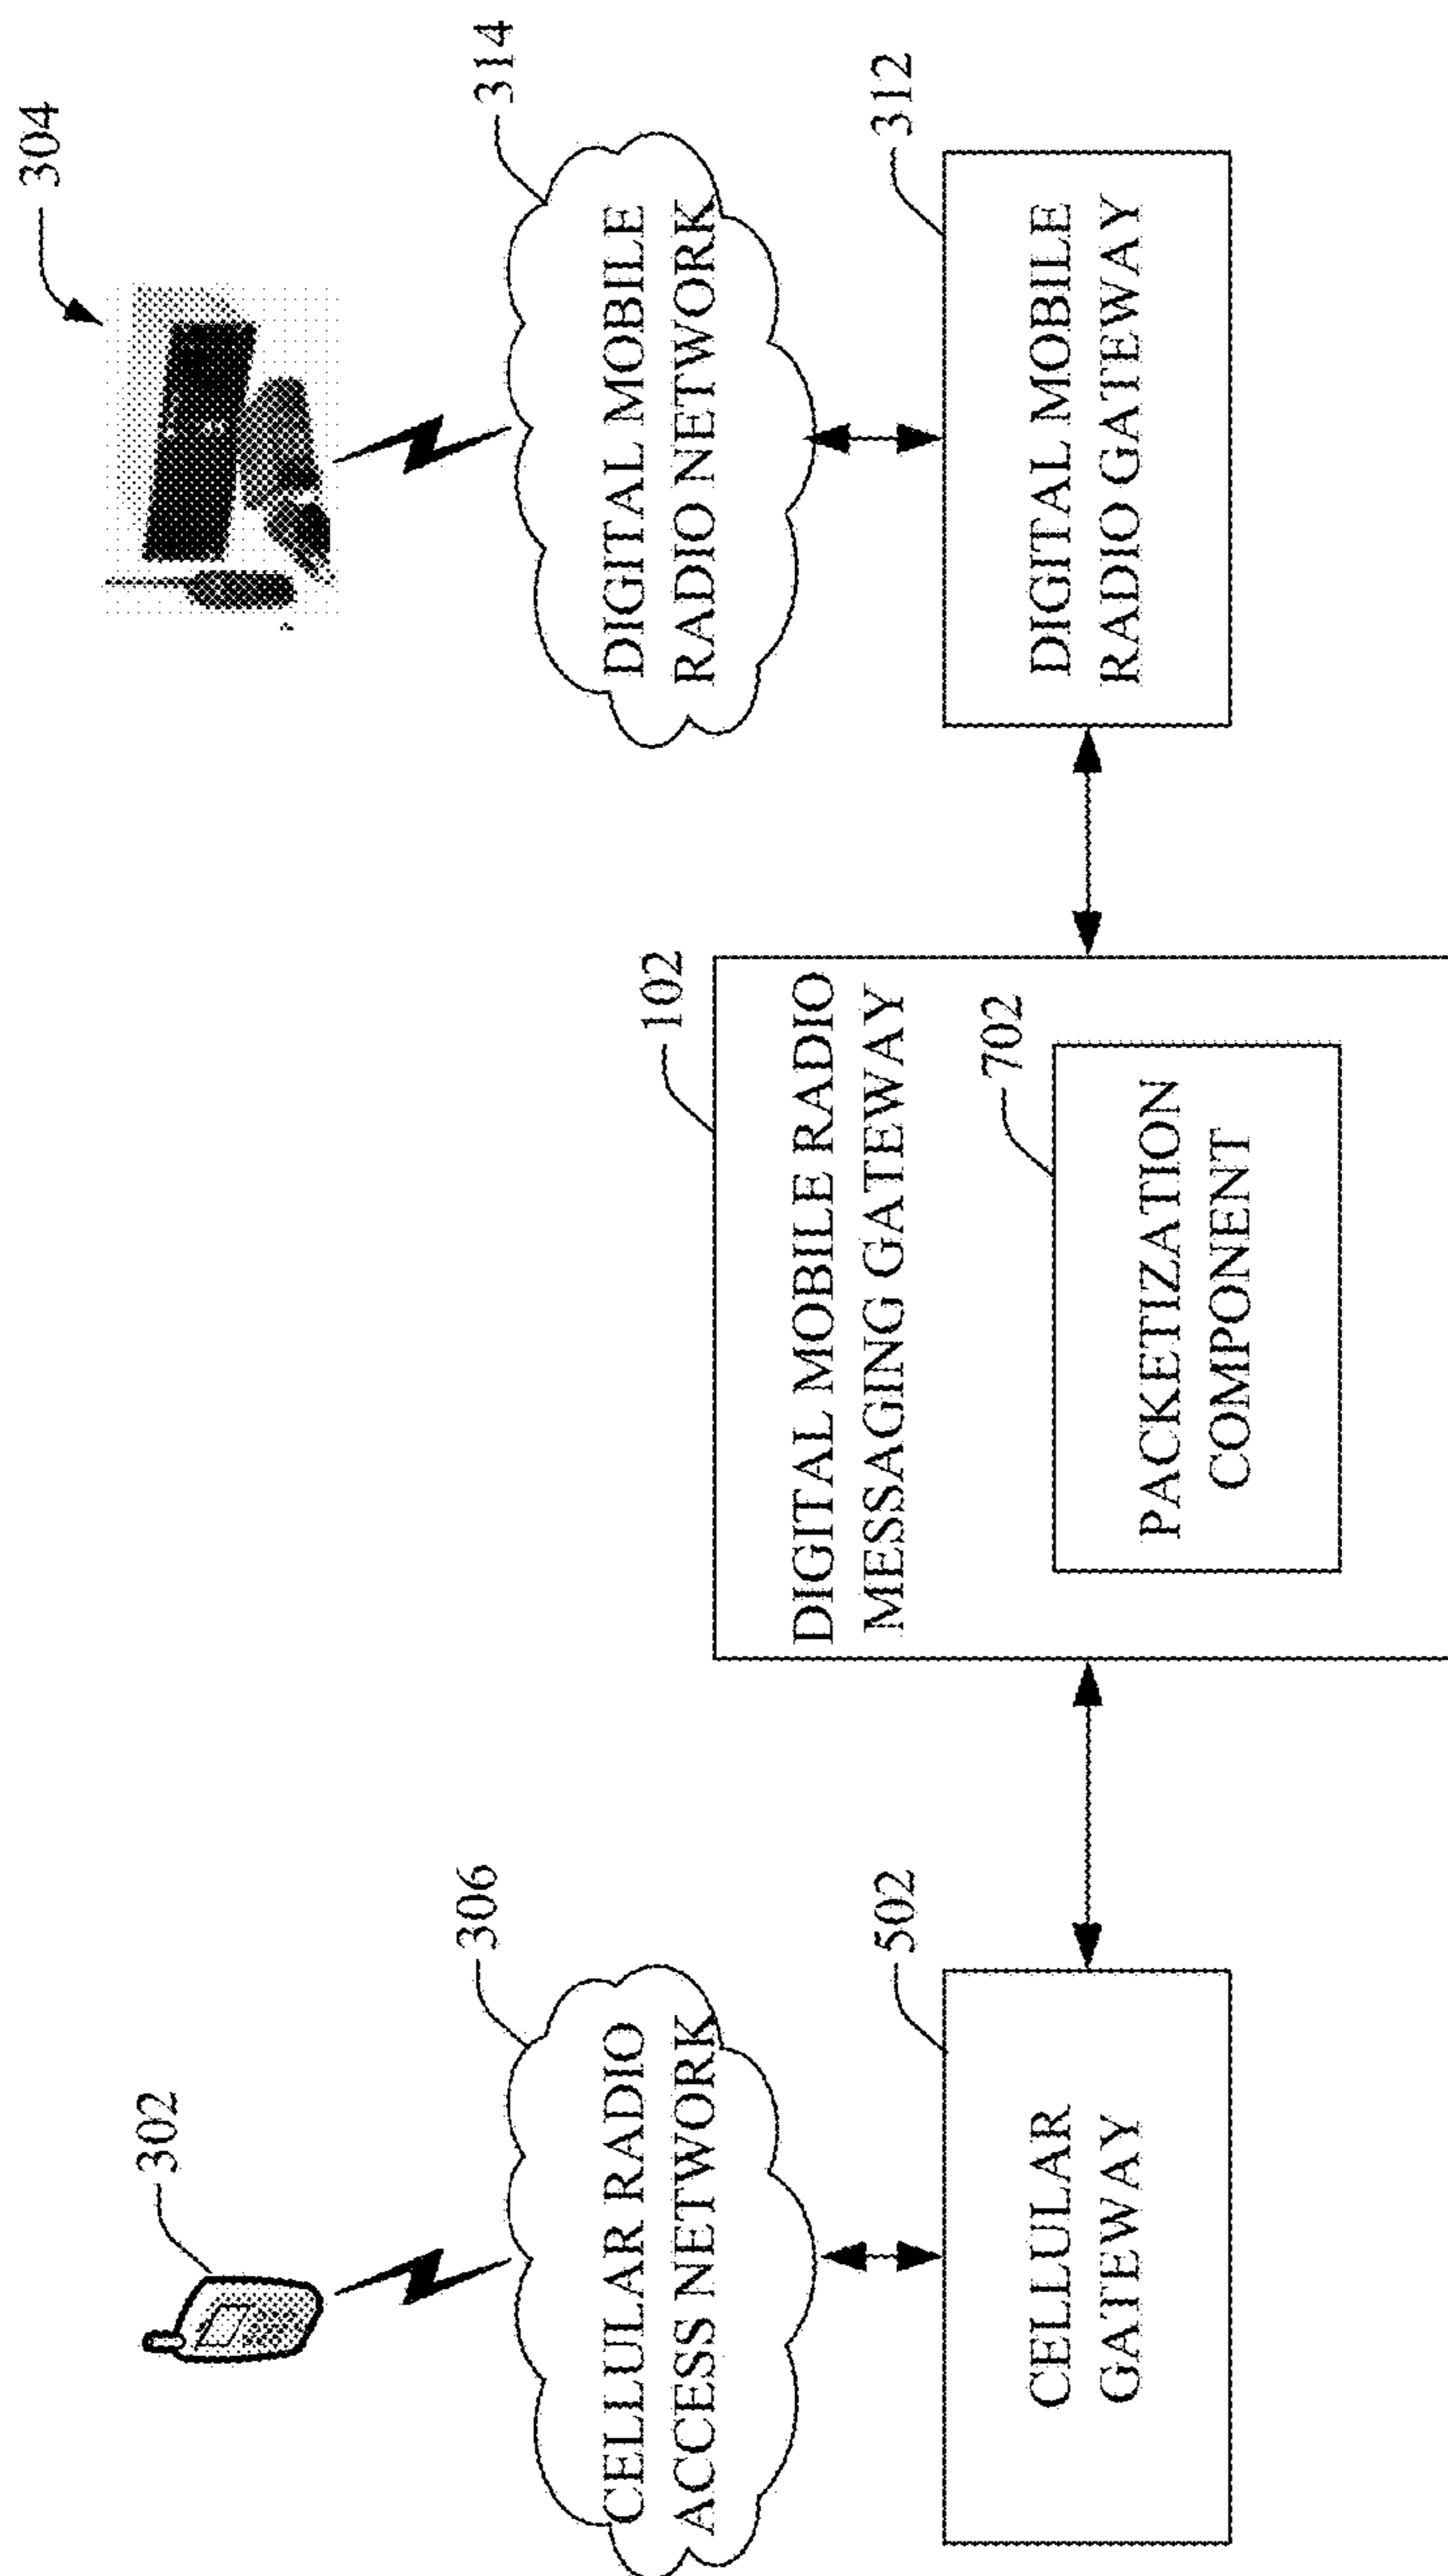 304
302
314
306
DIGITAL MOBILE
RADIO NETWORK
CELLULAR RADIO
ACCESS NETWORK
102
312
502
DIGITAL MOBILE RADIO
MESSAGING GATEWAY
DIGITAL MOBILE
RADIO GATEWAY
CELLULAR
GATEWAY
702
PACKETIZATION
COMPONENT